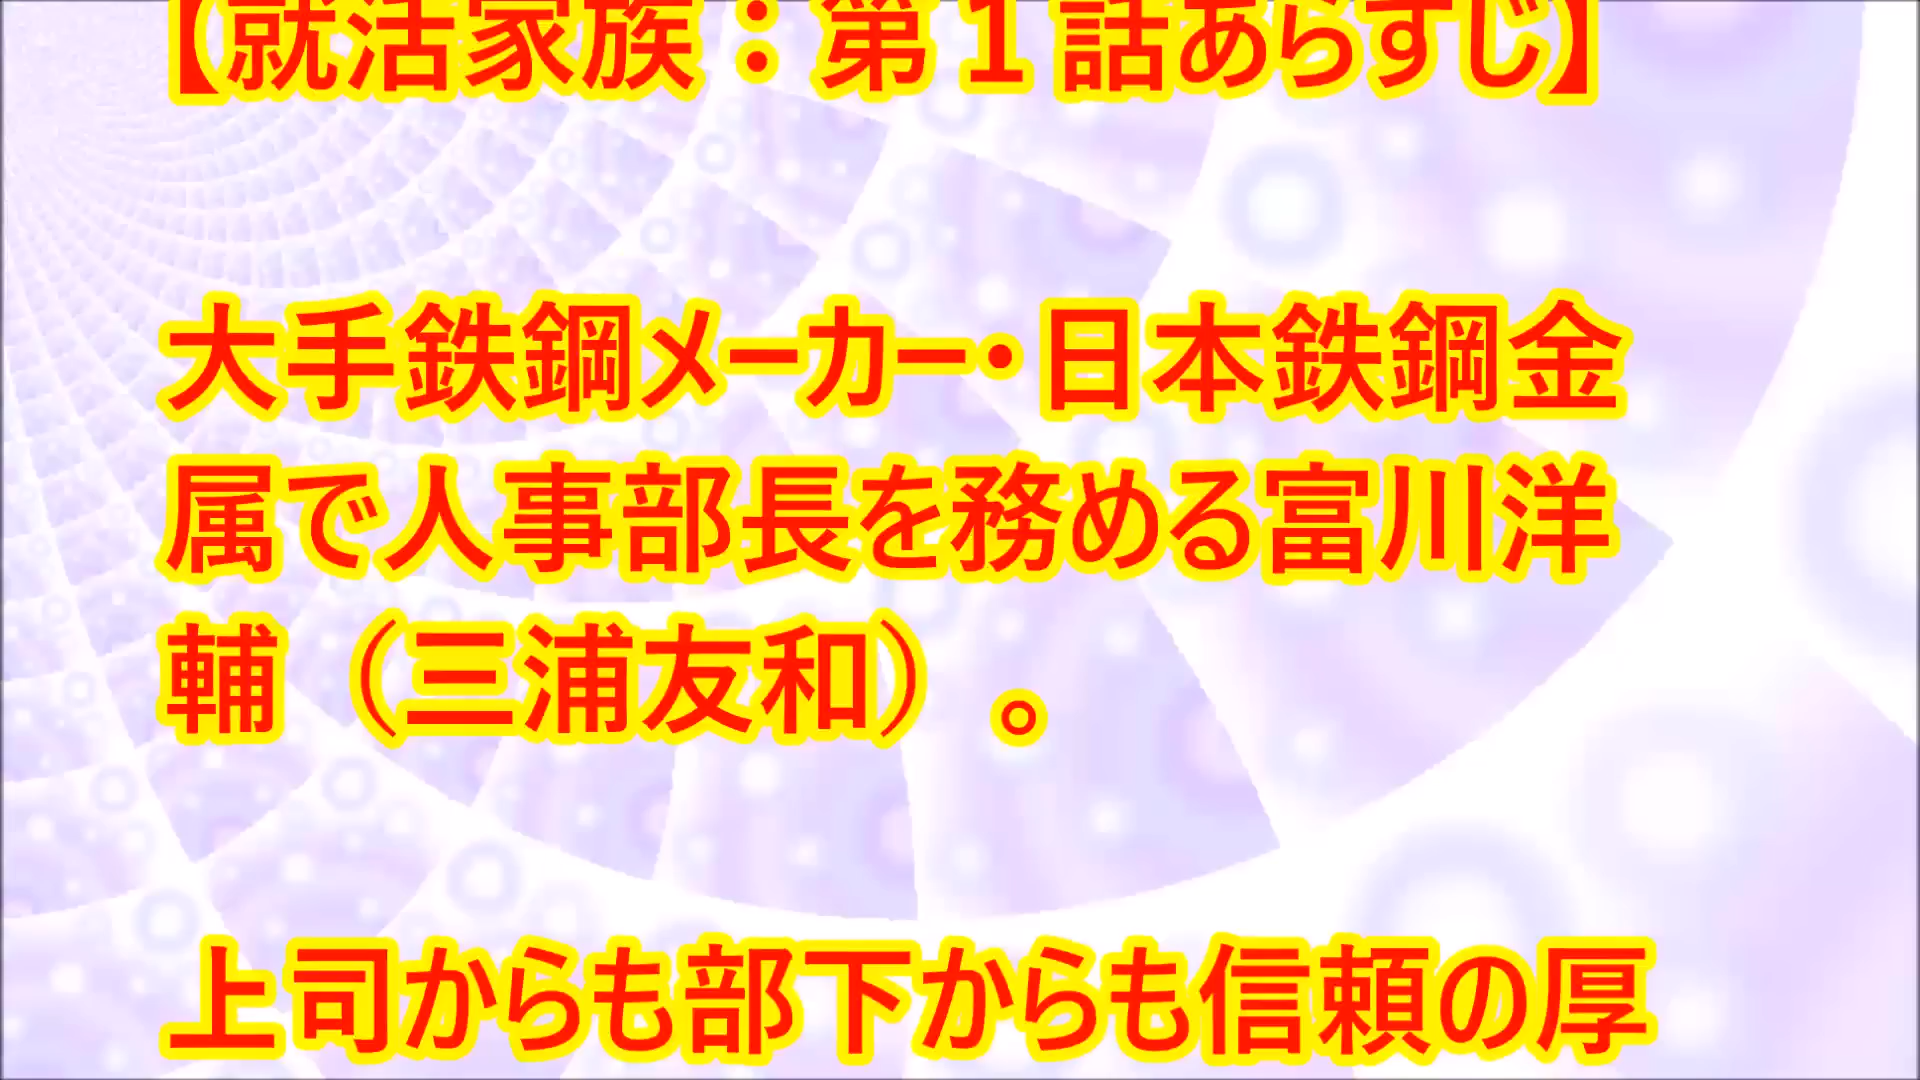 【就活家族：第１話あらすじ】
大手鉄鋼メーカー・日本鉄鋼金
属で人事部長を務める富川洋
輔（三浦友和）。
上司からも部下からも信頼の厚